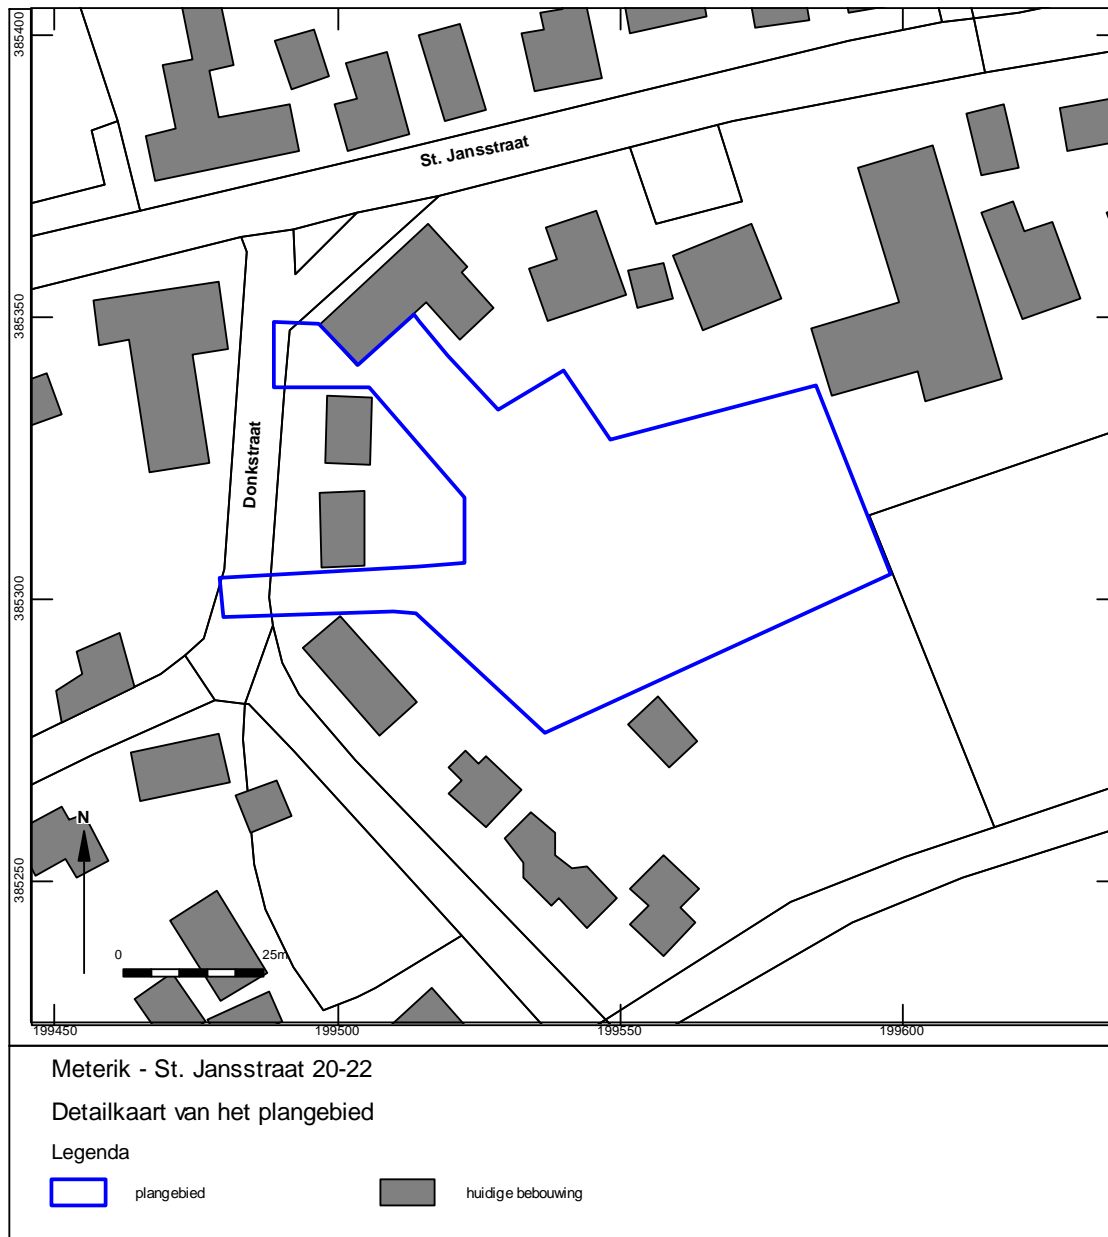 385400
St. Jansstraat
385350
Donkstraat
385300
N
385250
0 25m
199450 199500 199550 199600
Meterik - St. Jansstraat 20-22
Detailkaart van het plangebied
Legenda
plangebied huidige bebouwing